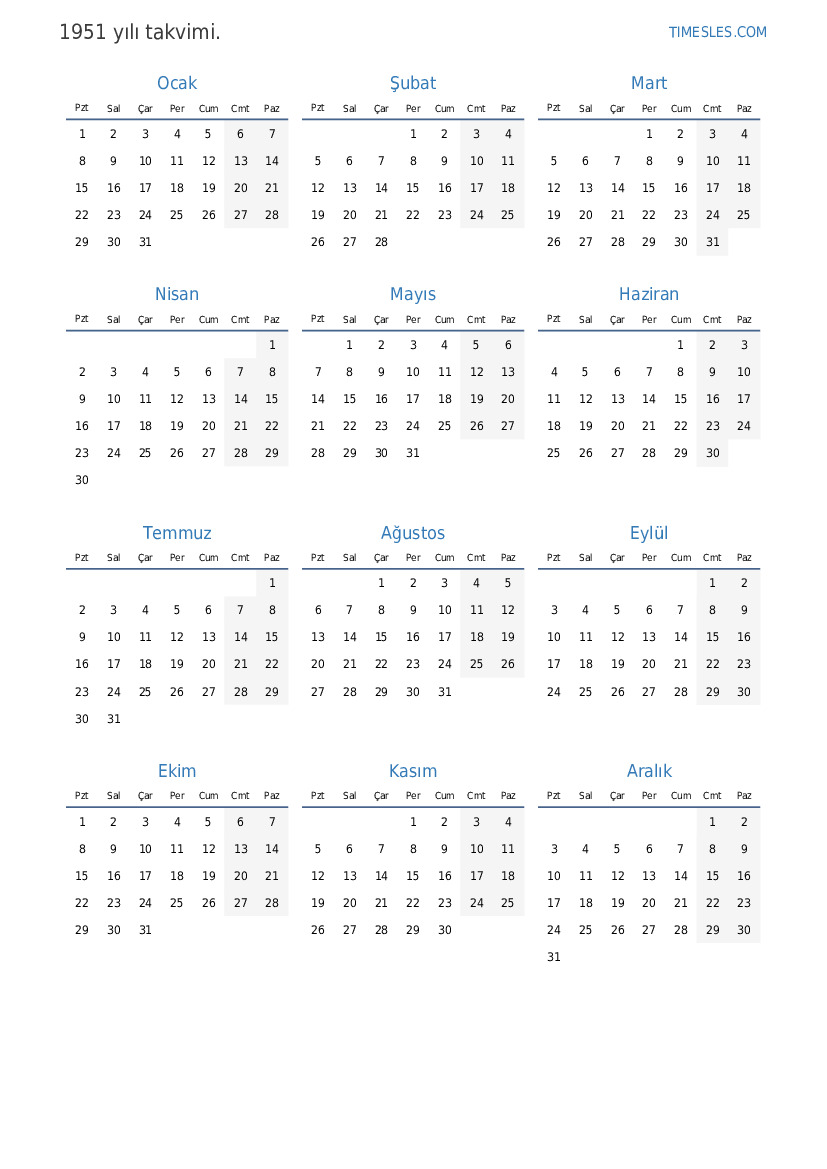 1951 yılı takvimi. TIMESLES.COM
Ocak Şubat Mart
Pzt Sal Çar Per Cum Cmt Paz Pzt Sal Çar Per Cum Cmt Paz Pzt Sal Çar Per Cum Cmt Paz
1 2 3 4 5 6 7 1 2 3 4 1 2 3 4
8 9 10 11 12 13 14 5 6 7 8 9 10 11 5 6 7 8 9 10 11
15 16 17 18 19 20 21 12 13 14 15 16 17 18 12 13 14 15 16 17 18
22 23 24 25 26 27 28 19 20 21 22 23 24 25 19 20 21 22 23 24 25
29 30 31 26 27 28 26 27 28 29 30 31
Nisan Mayıs Haziran
Pzt Sal Çar Per Cum Cmt Paz Pzt Sal Çar Per Cum Cmt Paz Pzt Sal Çar Per Cum Cmt Paz
1 1 2 3 4 5 6 1 2 3
2 3 4 5 6 7 8 7 8 9 10 11 12 13 4 5 6 7 8 9 10
9 10 11 12 13 14 15 14 15 16 17 18 19 20 11 12 13 14 15 16 17
16 17 18 19 20 21 22 21 22 23 24 25 26 27 18 19 20 21 22 23 24
23 24 25 26 27 28 29 28 29 30 31 25 26 27 28 29 30
30
Temmuz Ağustos Eylül
Pzt Sal Çar Per Cum Cmt Paz Pzt Sal Çar Per Cum Cmt Paz Pzt Sal Çar Per Cum Cmt Paz
1 1 2 3 4 5 1 2
2 3 4 5 6 7 8 6 7 8 9 10 11 12 3 4 5 6 7 8 9
9 10 11 12 13 14 15 13 14 15 16 17 18 19 10 11 12 13 14 15 16
16 17 18 19 20 21 22 20 21 22 23 24 25 26 17 18 19 20 21 22 23
23 24 25 26 27 28 29 27 28 29 30 31 24 25 26 27 28 29 30
30 31
Ekim Kasım Aralık
Pzt Sal Çar Per Cum Cmt Paz Pzt Sal Çar Per Cum Cmt Paz Pzt Sal Çar Per Cum Cmt Paz
1 2 3 4 5 6 7 1 2 3 4 1 2
8 9 10 11 12 13 14 5 6 7 8 9 10 11 3 4 5 6 7 8 9
15 16 17 18 19 20 21 12 13 14 15 16 17 18 10 11 12 13 14 15 16
22 23 24 25 26 27 28 19 20 21 22 23 24 25 17 18 19 20 21 22 23
29 30 31 26 27 28 29 30 24 25 26 27 28 29 30
31